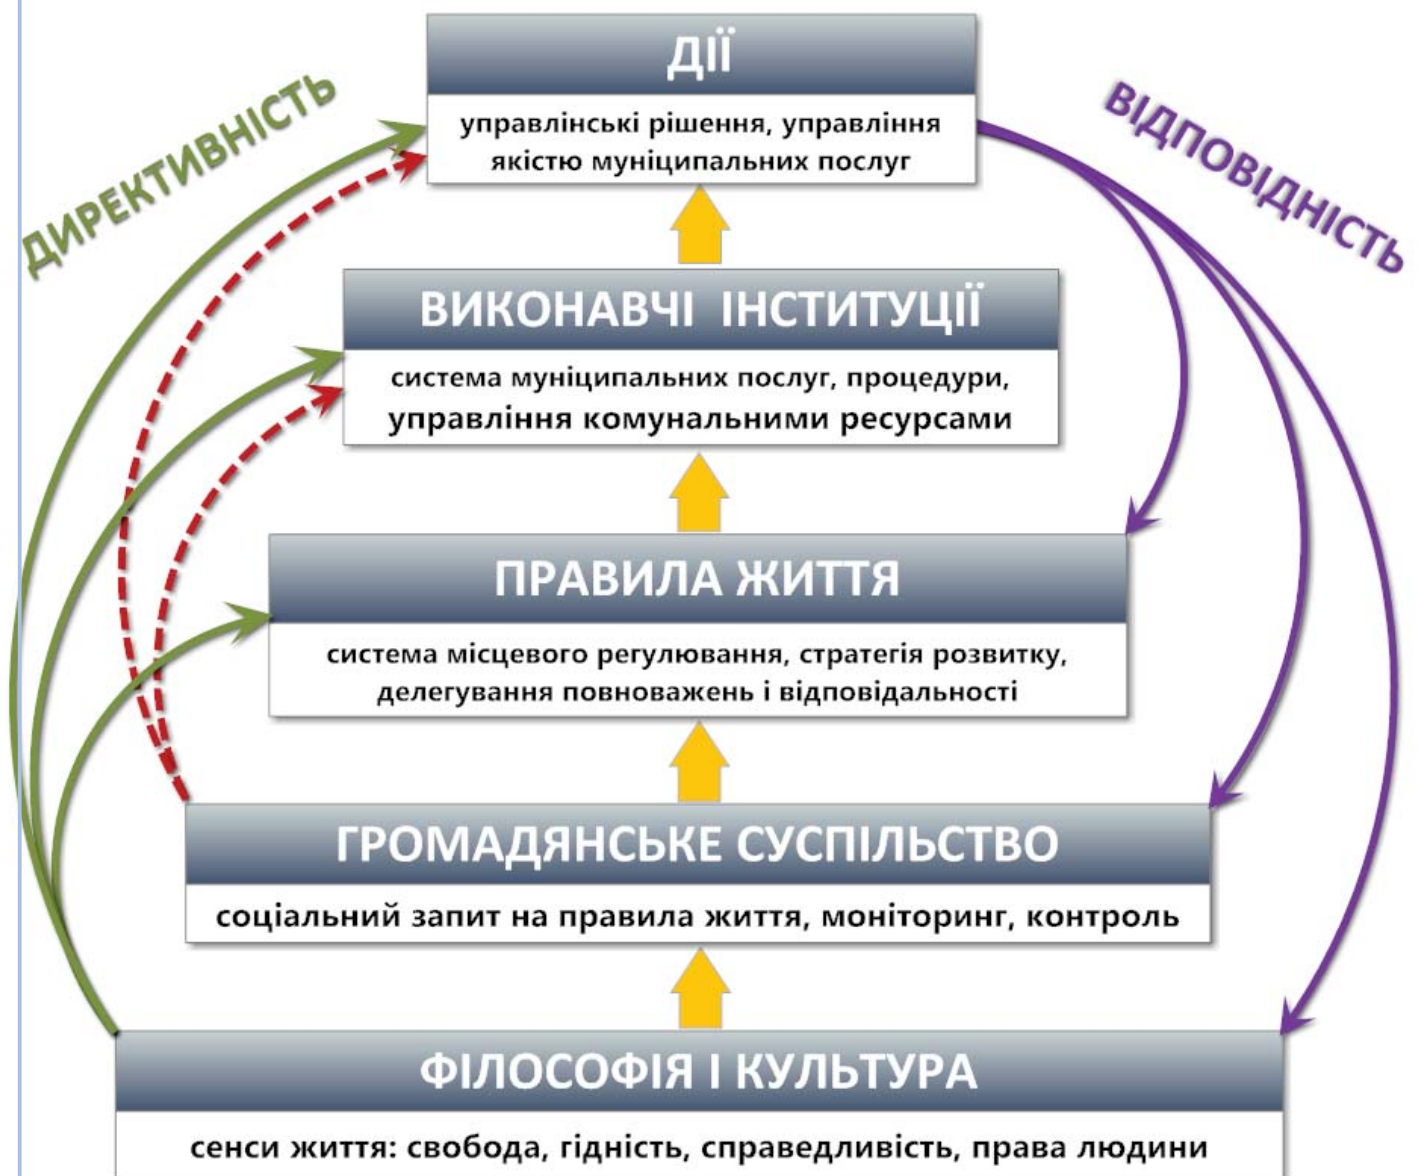 ДІЇ
управлінські рішення, управління
якістю муніципальних послуг
ДИРЕКТИВНІСТЬ
ВІДПОВІДНІСТЬ
ВИКОНАВЧІ ІНСТИТУЦІЇ
система муніципальних послуг, процедури,
управління комунальними ресурсами
ПРАВИЛА ЖИТТЯ
система місцевого регулювання, стратегія розвитку,
делегування повноважень і відповідальності
ГРОМАДЯНСЬКЕ СУСПІЛЬСТВО
соціальний запит на правила життя, моніторинг, контроль
ФІЛОСОФІЯ І КУЛЬТУРА
сенси життя: свобода, гідність, справедливість, права людини